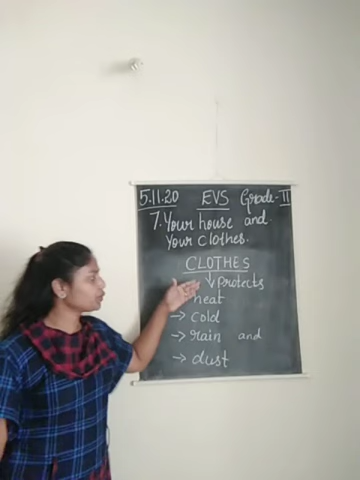 5.11.20 EVS Grade-II
7. Your house and
your clothes.
CLOTHES
↓ Protects
heat
→ cold
→ rain and
→ dust